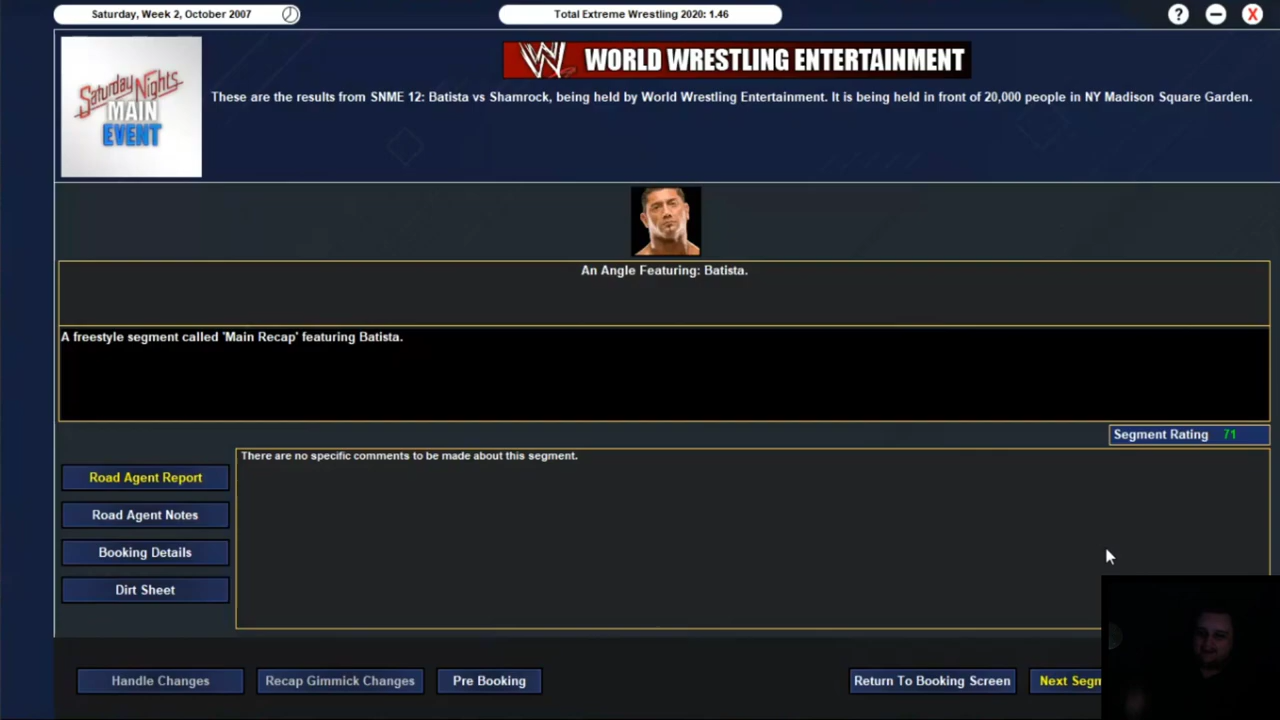 Saturday, Week 2, October 2007
Total Extreme Wrestling 2020: 1.46
?
X
Saturday Nights
MAIN
EVENT
W WORLD WRESTLING ENTERTAINMENT
These are the results from SNME 12: Batista vs Shamrock, being held by World Wrestling Entertainment. It is being held in front of 20,000 people in NY Madison Square Garden.
An Angle Featuring: Batista.
A freestyle segment called 'Main Recap' featuring Batista.
Segment Rating 71
There are no specific comments to be made about this segment.
Road Agent Report
Road Agent Notes
Booking Details
Dirt Sheet
Handle Changes
Recap Gimmick Changes
Pre Booking
Return To Booking Screen
Next Segm